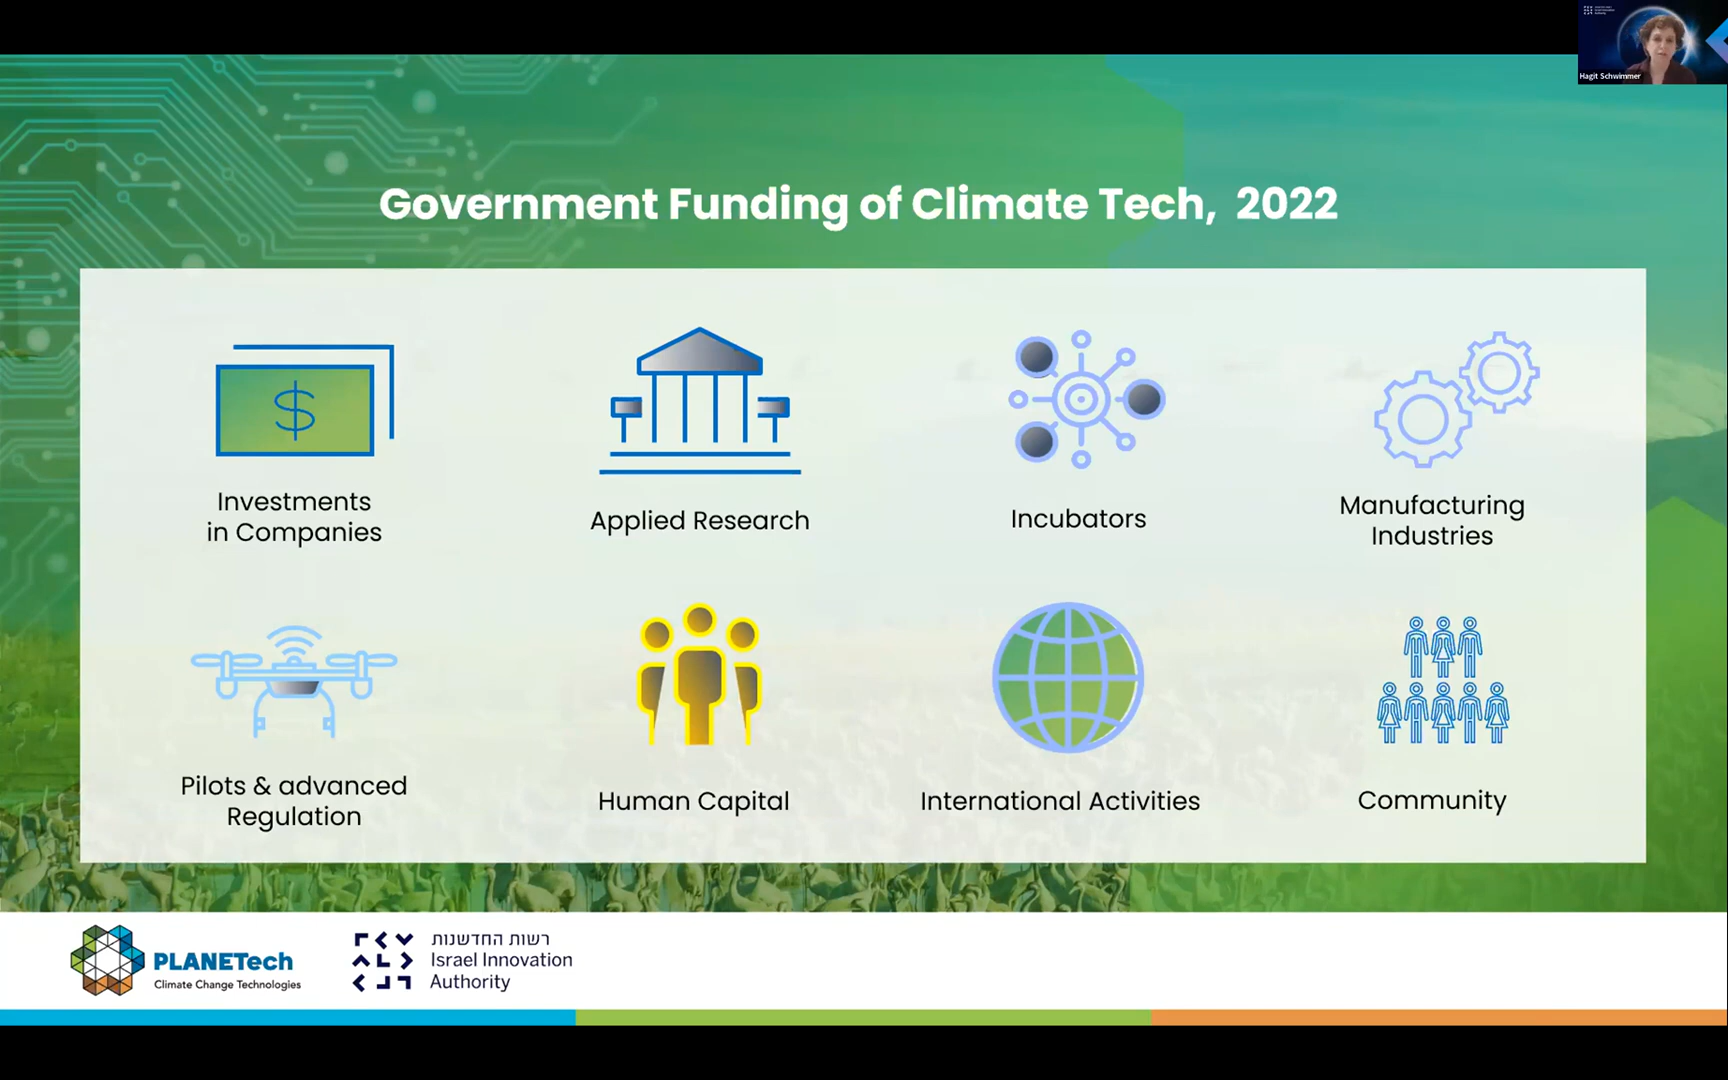 Hagit Schwimmer
Government Funding of Climate Tech, 2022
$
Investments
in Companies
Applied Research
Incubators
Manufacturing
Industries
Pilots & advanced
Regulation
Human Capital
International Activities
Community
PLANETech
Climate Change Technologies
רשות החדשנות
Israel Innovation
Authority